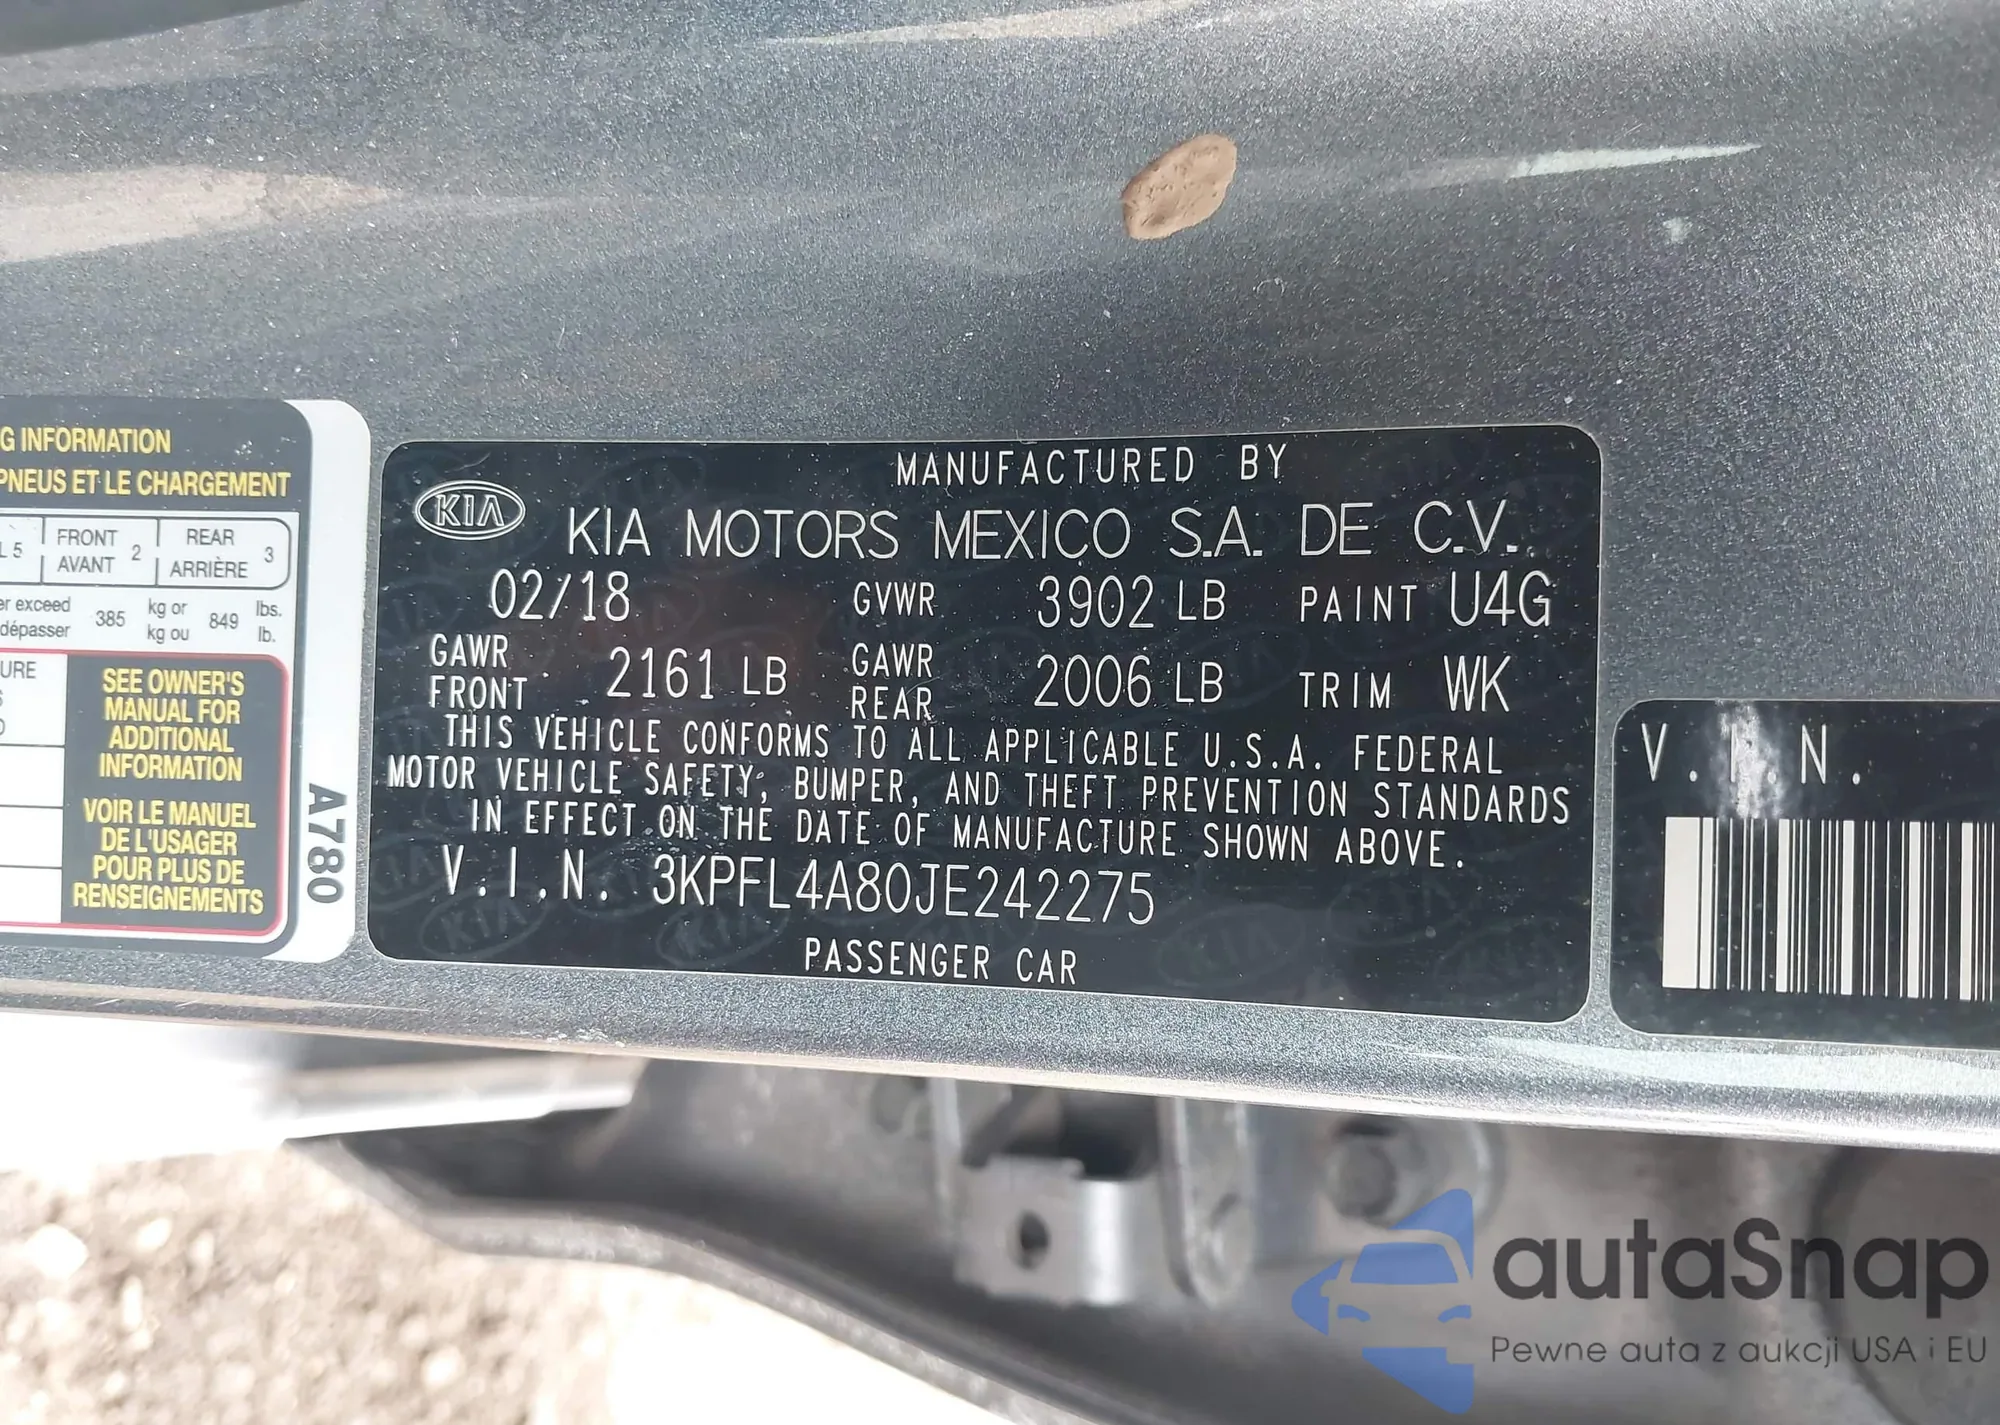 G INFORMATION
PNEUS ET LE CHARGEMENT
L 5 FRONT AVANT 2 REAR ARRIÈRE 3
er exceed 385 kg or 849 lbs.
dépasser kg ou lb.
URE
SEE OWNER'S
MANUAL FOR
ADDITIONAL
INFORMATION
VOIR LE MANUEL
DE L'USAGER
POUR PLUS DE
RENSEIGNEMENTS
A780
MANUFACTURED BY
KIA KIA MOTORS MEXICO S.A. DE C.V.
02/18 GVWR 3902 LB PAINT U4G
GAWR FRONT 2161 LB GAWR REAR 2006 LB TRIM WK
THIS VEHICLE CONFORMS TO ALL APPLICABLE U.S.A. FEDERAL
MOTOR VEHICLE SAFETY, BUMPER, AND THEFT PREVENTION STANDARDS
IN EFFECT ON THE DATE OF MANUFACTURE SHOWN ABOVE.
V.I.N. 3KPFL4A80JE242275
PASSENGER CAR
V.I.N.
autaSnap
Pewne auta z aukcji USA i EU